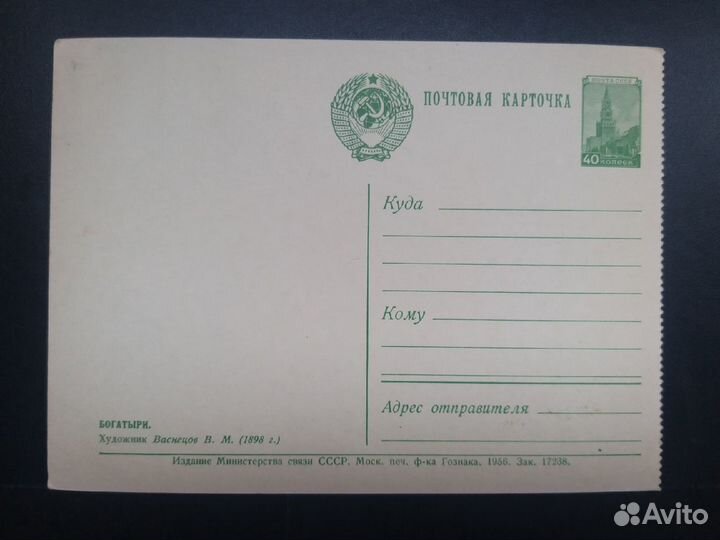 ПОЧТОВАЯ КАРТОЧКА
ПОЧТА СССР
40 КОПЕЕК
Куда
Кому
Адрес отправителя
БОГАТЫРИ.
Художник Васнецов В. М. (1898 г.)
Издание Министерства связи СССР. Моск. печ. ф-ка Гознака. 1956. Зак. 17238.
Avito